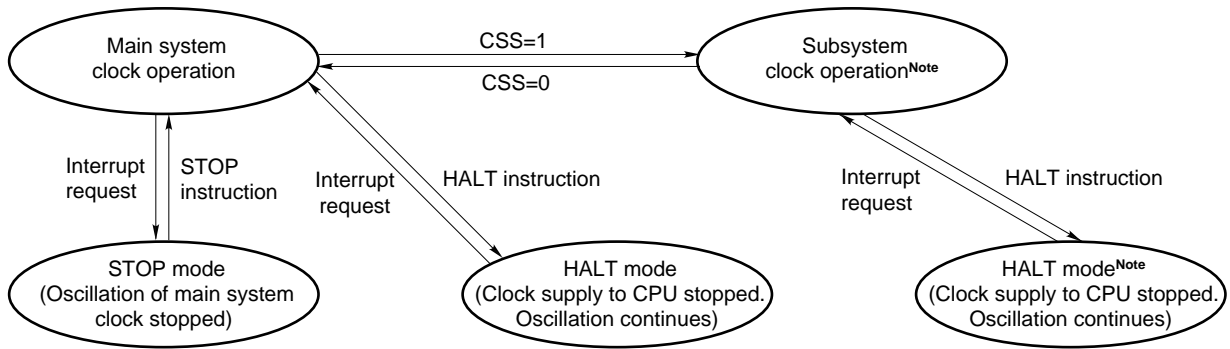 Main system
clock operation
CSS=1
CSS=0
Subsystem
clock operationNote
Interrupt
request
STOP
instruction
Interrupt
request
HALT instruction
Interrupt
request
HALT instruction
STOP mode
(Oscillation of main system
clock stopped)
HALT mode
(Clock supply to CPU stopped.
Oscillation continues)
HALT modeNote
(Clock supply to CPU stopped.
Oscillation continues)